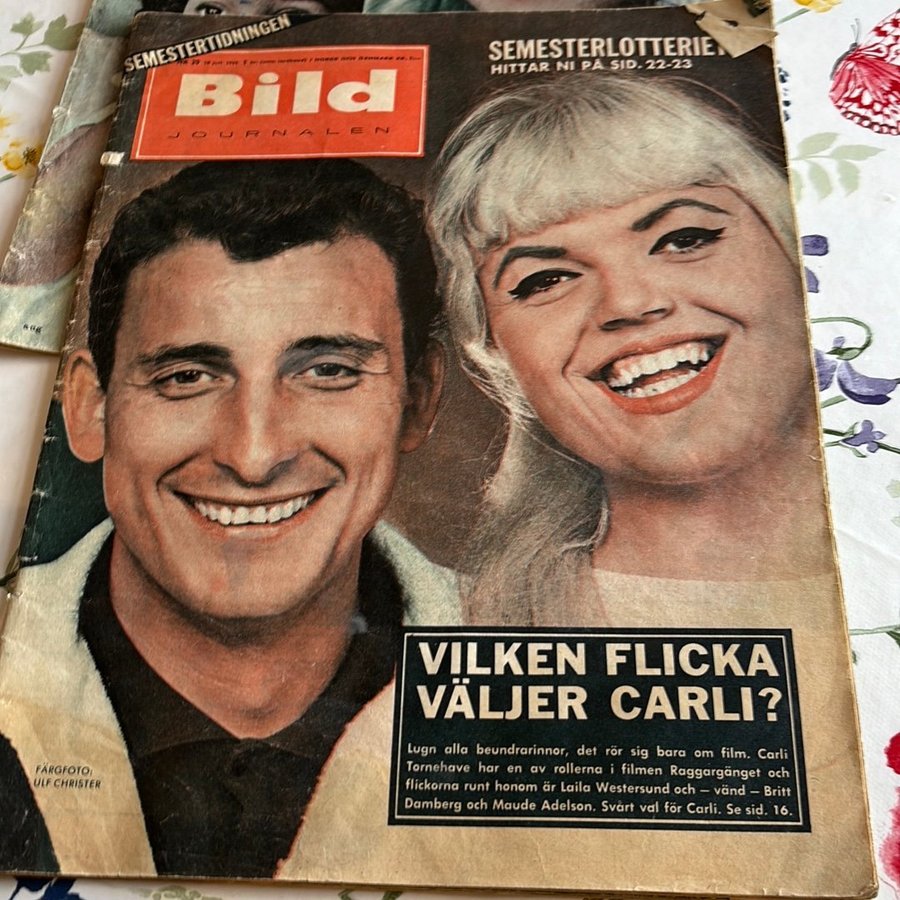 SEMESTERTIDNINGEN
SEMESTERLOTTERIET
HITTAR NI PÅ SID. 22-23
Bild
JOURNALEN
VILKEN FLICKA
VÄLJER CARLI?
Lugn alla beundrarinnor, det rör sig bara om film. Carli
Tornehave har en av rollerna i filmen Raggargänget och
flickorna runt honom är Laila Westersund och – vänd – Britt
Damberg och Maude Adelson. Svårt val för Carli. Se sid. 16.
FÄRGFOTO:
ULF CHRISTER